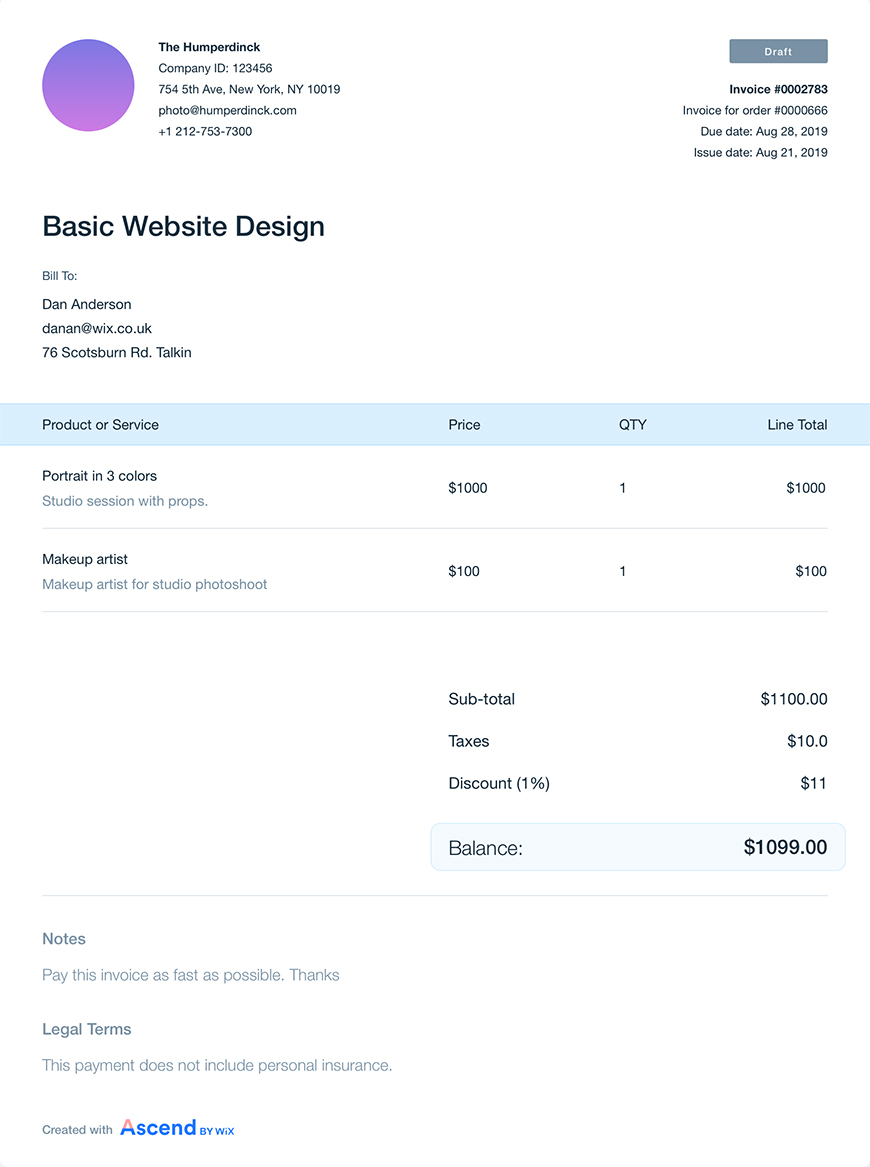 The Humperdinck
Company ID: 123456
754 5th Ave, New York, NY 10019
photo@humperdinck.com
+1 212-753-7300
Draft
Invoice #0002783
Invoice for order #0000666
Due date: Aug 28, 2019
Issue date: Aug 21, 2019
Basic Website Design
Bill To:
Dan Anderson
danan@wix.co.uk
76 Scotsburn Rd. Talkin
Product or Service Price QTY Line Total
Portrait in 3 colors
Studio session with props.
$1000 1 $1000
Makeup artist
Makeup artist for studio photoshoot
$100 1 $100
Sub-total $1100.00
Taxes $10.0
Discount (1%) $11
Balance: $1099.00
Notes
Pay this invoice as fast as possible. Thanks
Legal Terms
This payment does not include personal insurance.
Created with Ascend BY WiX